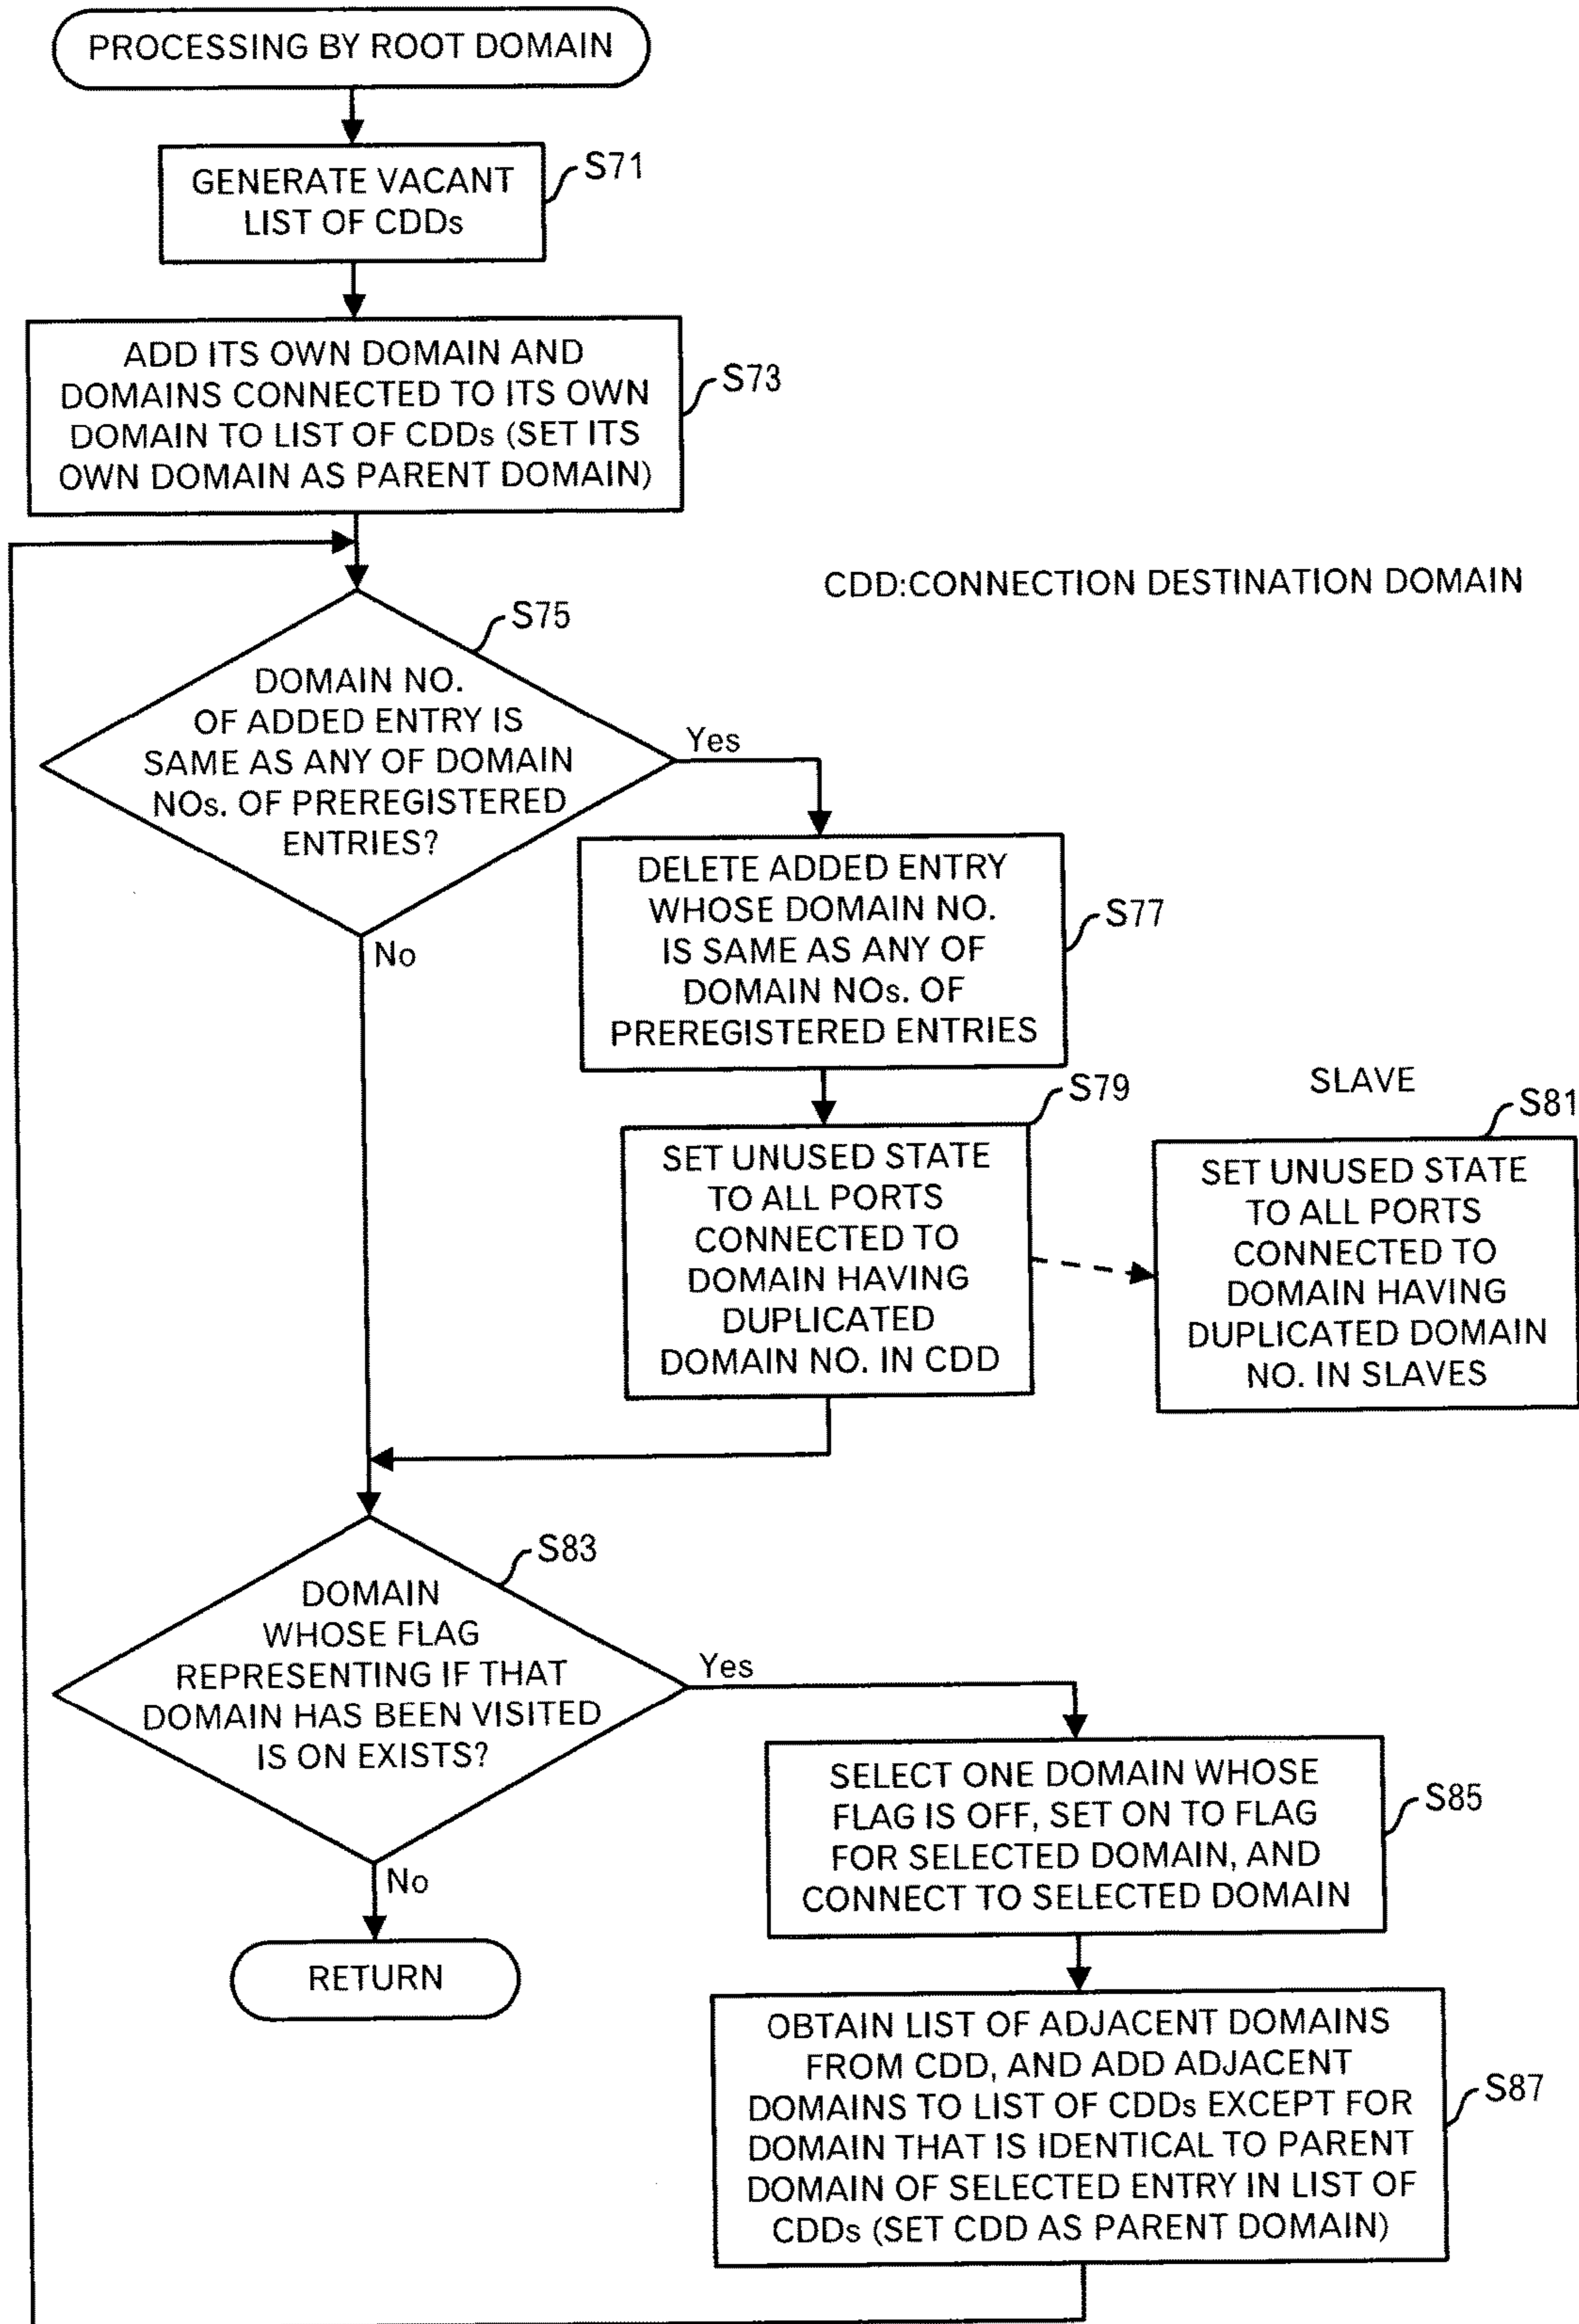 PROCESSING BY ROOT DOMAIN
GENERATE VACANT
LIST OF CDDs
S71
ADD ITS OWN DOMAIN AND
DOMAINS CONNECTED TO ITS OWN
DOMAIN TO LIST OF CDDs (SET ITS
OWN DOMAIN AS PARENT DOMAIN)
S73
CDD:CONNECTION DESTINATION DOMAIN
S75
DOMAIN NO.
OF ADDED ENTRY IS
SAME AS ANY OF DOMAIN
NOs. OF PREREGISTERED
ENTRIES?
Yes
No
DELETE ADDED ENTRY
WHOSE DOMAIN NO.
IS SAME AS ANY OF
DOMAIN NOs. OF
PREREGISTERED ENTRIES
S77
S79
SET UNUSED STATE
TO ALL PORTS
CONNECTED TO
DOMAIN HAVING
DUPLICATED
DOMAIN NO. IN CDD
SLAVE
S81
SET UNUSED STATE
TO ALL PORTS
CONNECTED TO
DOMAIN HAVING
DUPLICATED DOMAIN
NO. IN SLAVES
S83
DOMAIN
WHOSE FLAG
REPRESENTING IF THAT
DOMAIN HAS BEEN VISITED
IS ON EXISTS?
Yes
No
RETURN
SELECT ONE DOMAIN WHOSE
FLAG IS OFF, SET ON TO FLAG
FOR SELECTED DOMAIN, AND
CONNECT TO SELECTED DOMAIN
S85
OBTAIN LIST OF ADJACENT DOMAINS
FROM CDD, AND ADD ADJACENT
DOMAINS TO LIST OF CDDs EXCEPT FOR
DOMAIN THAT IS IDENTICAL TO PARENT
DOMAIN OF SELECTED ENTRY IN LIST OF
CDDs (SET CDD AS PARENT DOMAIN)
S87